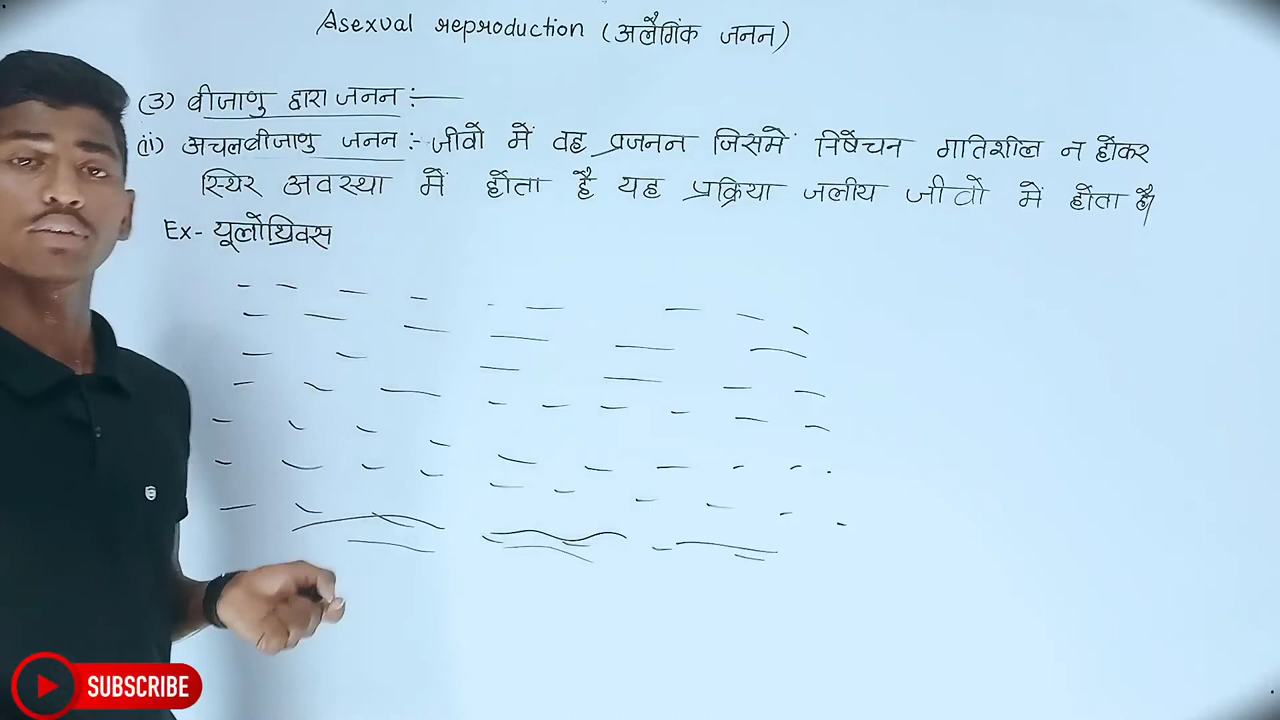 Asexual reproduction (अलैगिंक जनन)
(3) बीजाणु द्वारा जनन :—
(ii) अचलबीजाणु जनन :- जीवों में वह प्रजनन जिसमें निषेचन गतिशील न होकर
स्थिर अवस्था में होता है यह प्रक्रिया जलीय जीवों में होता है।
Ex- यूलोथ्रिक्स
SUBSCRIBE